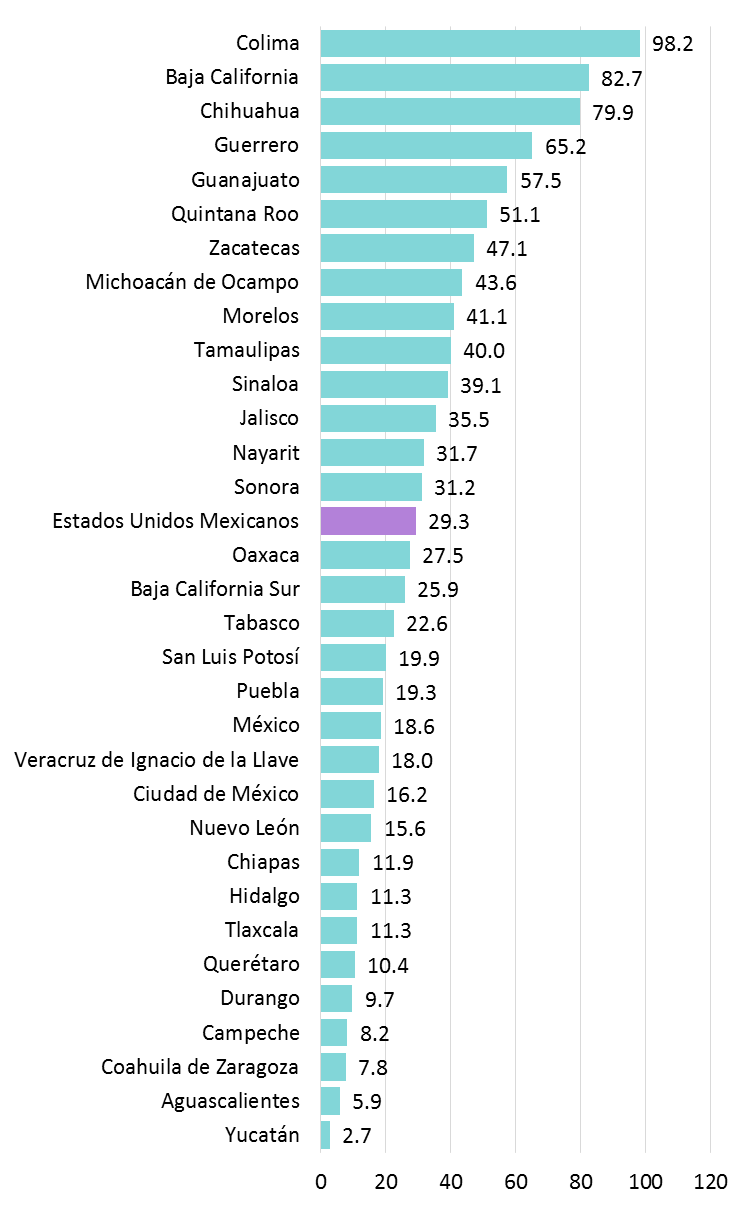 Colima 98.2
Baja California 82.7
Chihuahua 79.9
Guerrero 65.2
Guanajuato 57.5
Quintana Roo 51.1
Zacatecas 47.1
Michoacán de Ocampo 43.6
Morelos 41.1
Tamaulipas 40.0
Sinaloa 39.1
Jalisco 35.5
Nayarit 31.7
Sonora 31.2
Estados Unidos Mexicanos 29.3
Oaxaca 27.5
Baja California Sur 25.9
Tabasco 22.6
San Luis Potosí 19.9
Puebla 19.3
México 18.6
Veracruz de Ignacio de la Llave 18.0
Ciudad de México 16.2
Nuevo León 15.6
Chiapas 11.9
Hidalgo 11.3
Tlaxcala 11.3
Querétaro 10.4
Durango 9.7
Campeche 8.2
Coahuila de Zaragoza 7.8
Aguascalientes 5.9
Yucatán 2.7
0 20 40 60 80 100 120